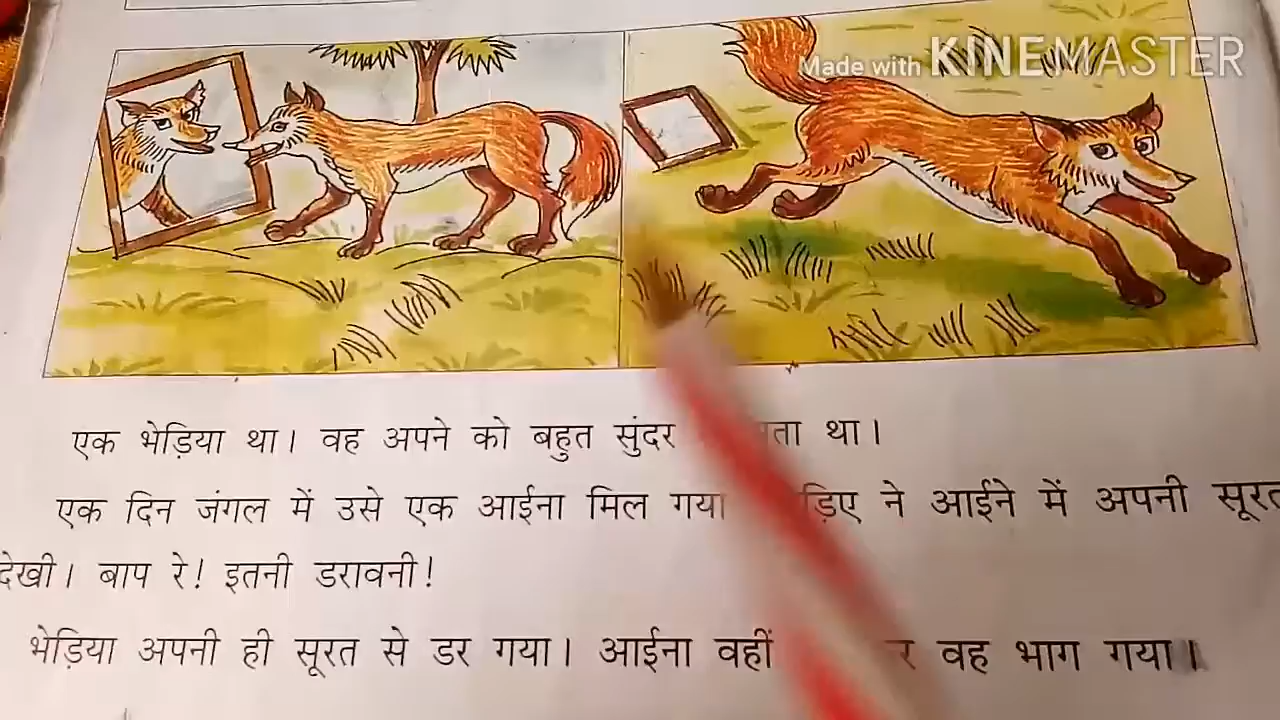 Made with KINEMASTER
एक भेड़िया था। वह अपने को बहुत सुंदर था।
एक दिन जंगल में उसे एक आईना मिल गया ने आईने में अपनी सूरत
देखी। बाप रे! इतनी डरावनी!
भेड़िया अपनी ही सूरत से डर गया। आईना वहीं वह भाग गया।